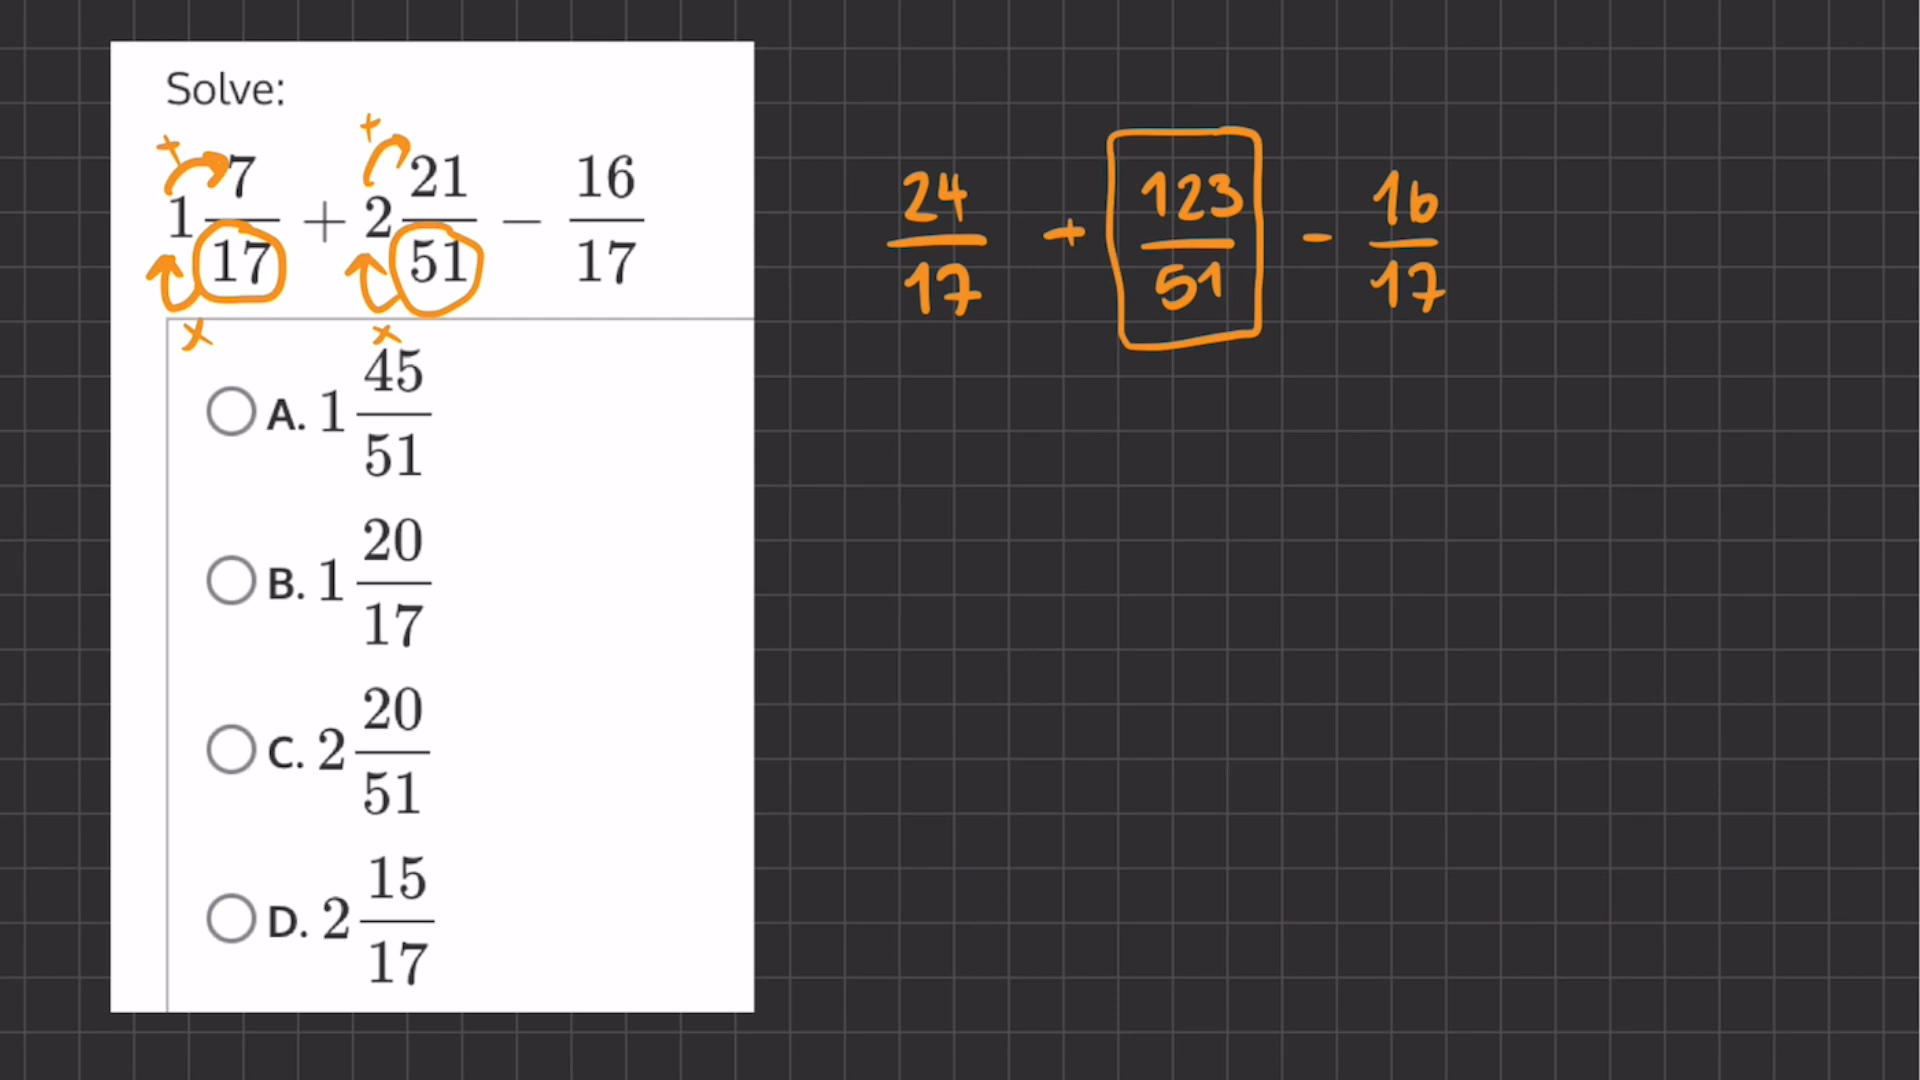 Solve:
1 7/17 + 2 21/51 − 16/17
+ +
x x
A. 1 45/51
B. 1 20/17
C. 2 20/51
D. 2 15/17
24/17 + 123/51 - 16/17